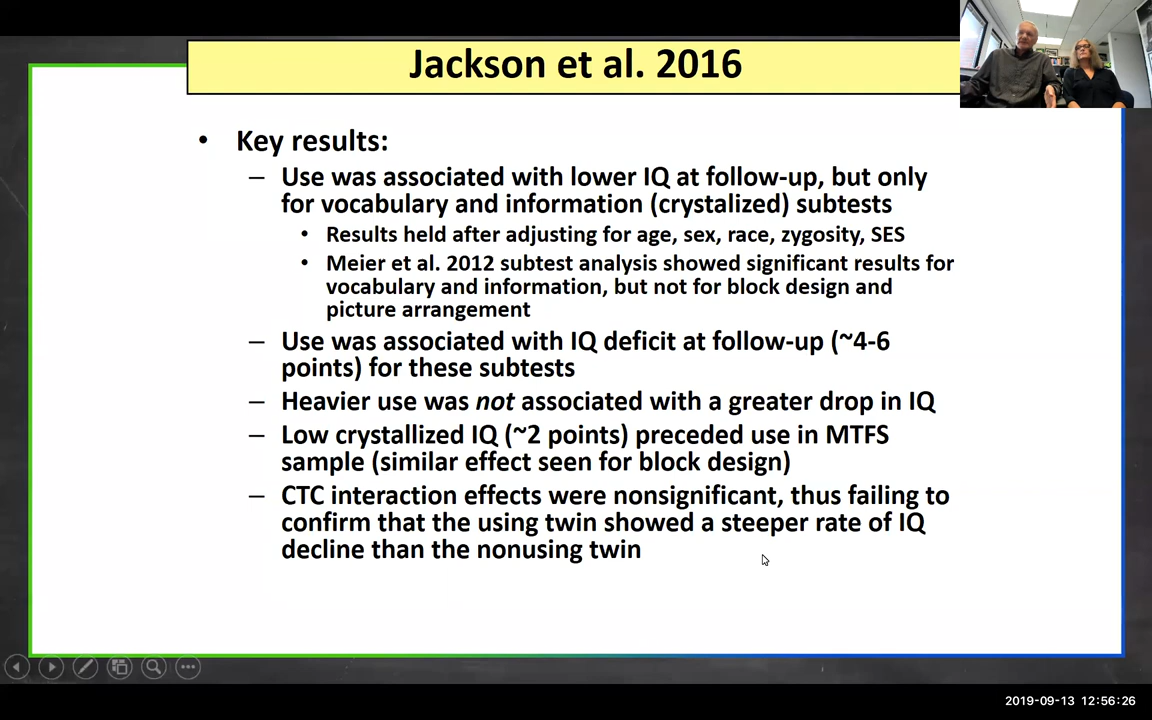 Jackson et al. 2016
• Key results:
– Use was associated with lower IQ at follow-up, but only
for vocabulary and information (crystalized) subtests
• Results held after adjusting for age, sex, race, zygosity, SES
• Meier et al. 2012 subtest analysis showed significant results for
vocabulary and information, but not for block design and
picture arrangement
– Use was associated with IQ deficit at follow-up (~4-6
points) for these subtests
– Heavier use was not associated with a greater drop in IQ
– Low crystallized IQ (~2 points) preceded use in MTFS
sample (similar effect seen for block design)
– CTC interaction effects were nonsignificant, thus failing to
confirm that the using twin showed a steeper rate of IQ
decline than the nonusing twin
2019-09-13 12:56:26